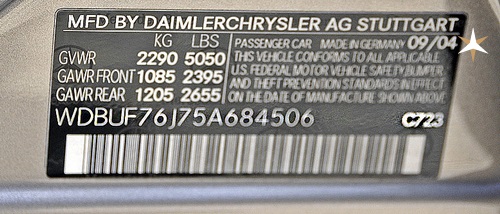 MFD BY DAIMLERCHRYSLER AG STUTTGART
KG LBS PASSENGER CAR MADE IN GERMANY 09/04
GVWR 2290 5050 THIS VEHICLE CONFORMS TO ALL APPLICABLE
GAWR FRONT 1085 2395 U.S. FEDERAL MOTOR VEHICLE SAFETY, BUMPER,
GAWR REAR 1205 2655 AND THEFT PREVENTION STANDARDS IN EFFECT
ON THE DATE OF MANUFACTURE SHOWN ABOVE
WDBUF76J75A684506 C723